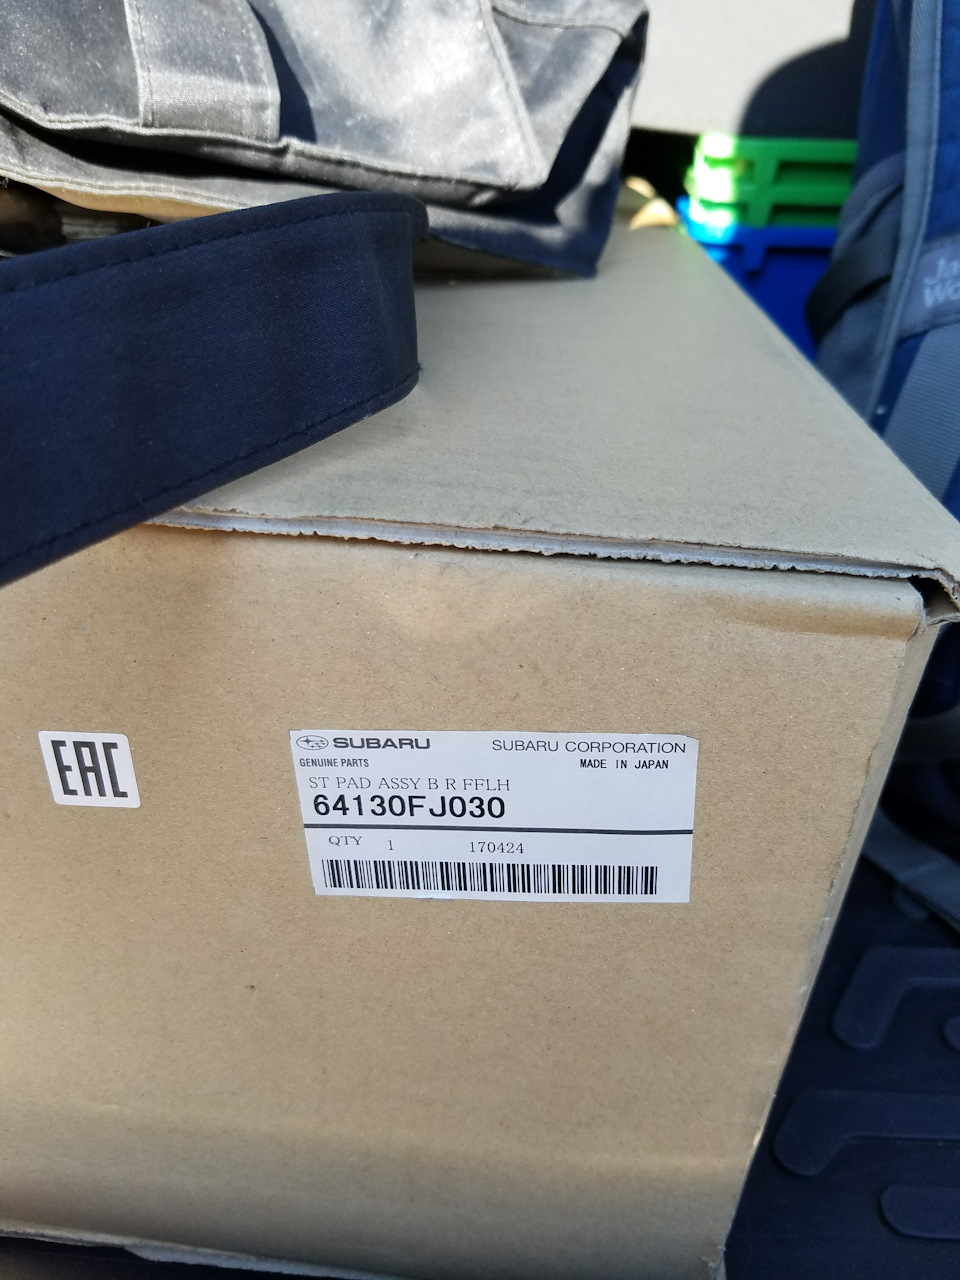 EAC
SUBARU
SUBARU CORPORATION
GENUINE PARTS
MADE IN JAPAN
ST PAD ASSY B R FFLH
64130FJ030
QTY 1 170424